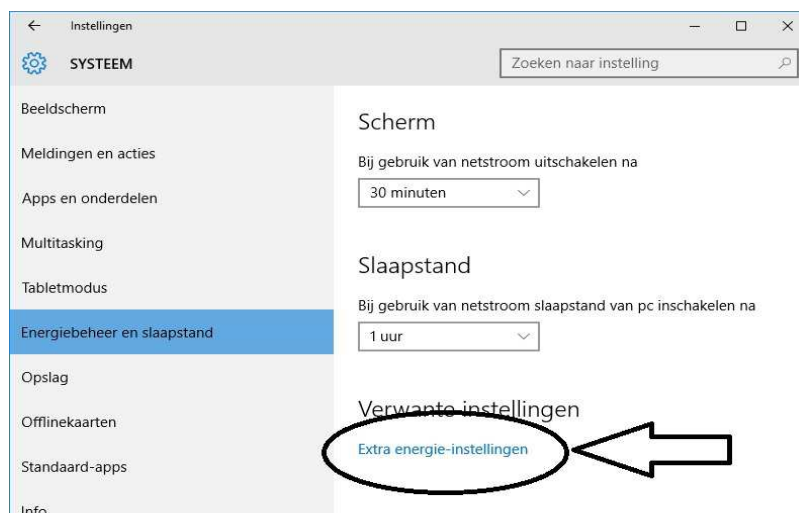 Instellingen
SYSTEEM
Zoeken naar instelling
Beeldscherm
Meldingen en acties
Apps en onderdelen
Multitasking
Tabletmodus
Energiebeheer en slaapstand
Opslag
Offlinekaarten
Standaard-apps
Info
Scherm
Bij gebruik van netstroom uitschakelen na
30 minuten
Slaapstand
Bij gebruik van netstroom slaapstand van pc inschakelen na
1 uur
Verwante instellingen
Extra energie-instellingen